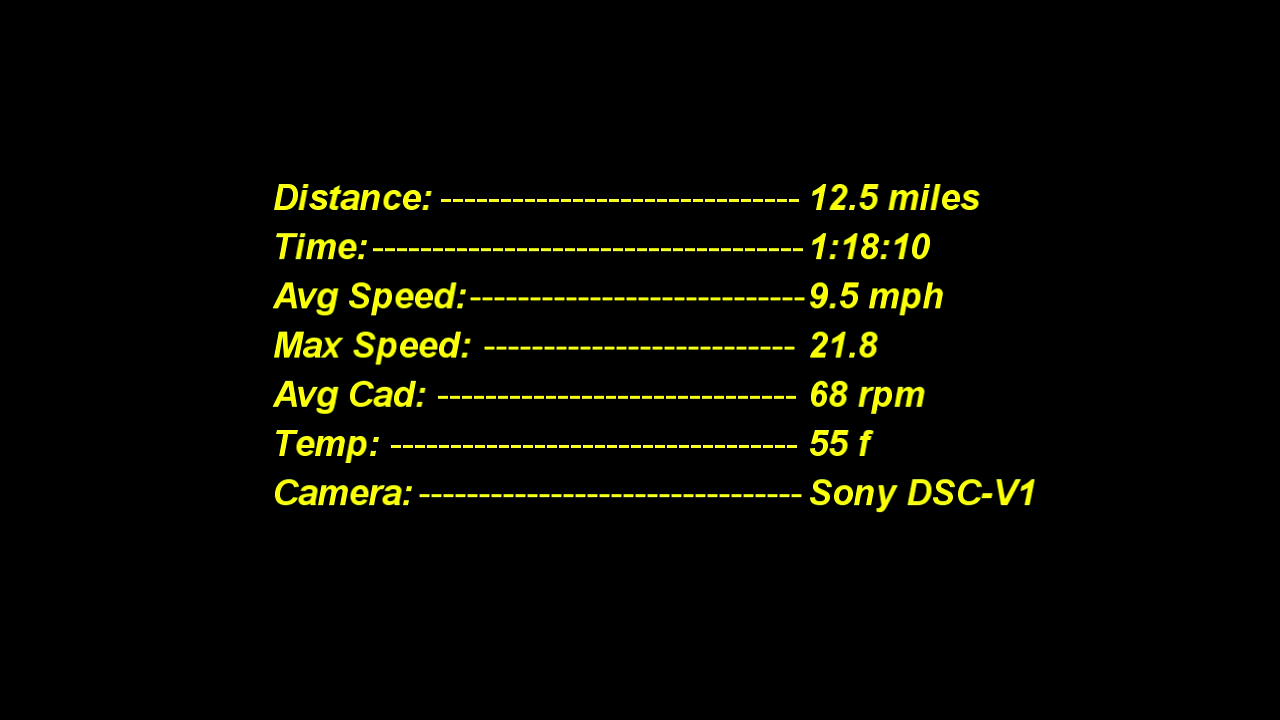 Distance: ------------------------------ 12.5 miles
Time:------------------------------------ 1:18:10
Avg Speed:----------------------------9.5 mph
Max Speed: -------------------------- 21.8
Avg Cad: ------------------------------ 68 rpm
Temp: ---------------------------------- 55 f
Camera:-------------------------------- Sony DSC-V1